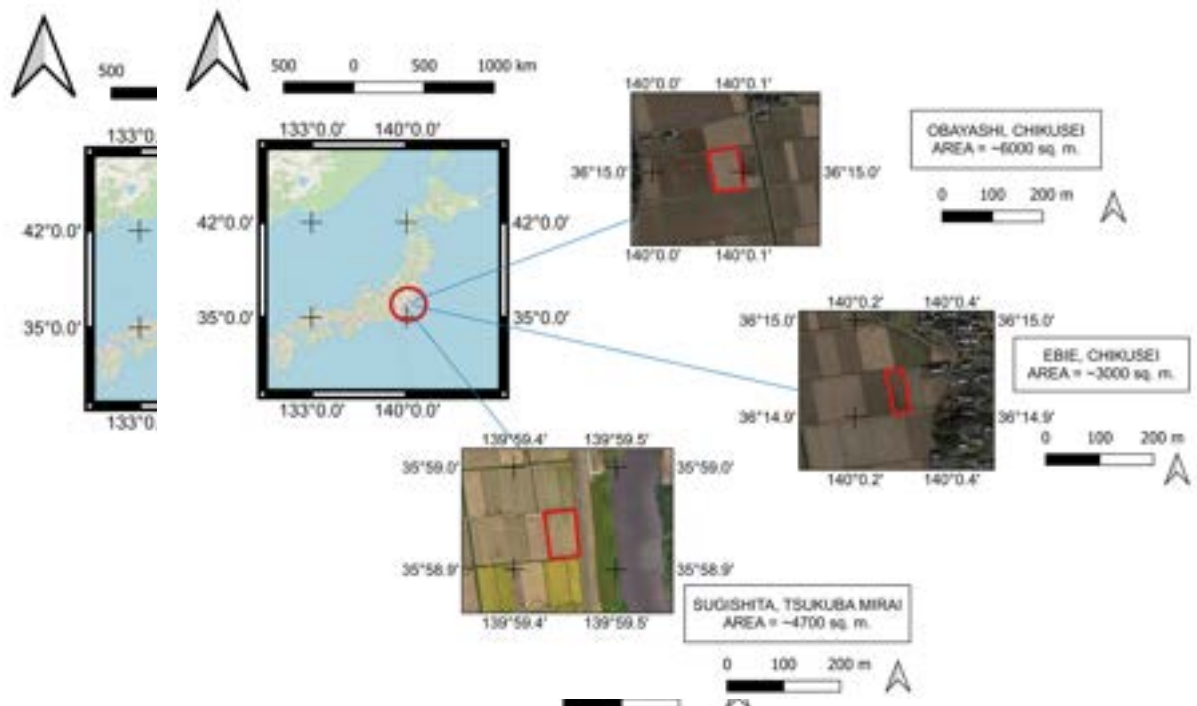 500
133°0.
42°0.0'
35°0.0'
133°0.
500 0 500 1000 km
133°0.0' 140°0.0'
42°0.0'
35°0.0'
133°0.0' 140°0.0'
140°0.0' 140°0.1'
36°15.0' 36°15.0'
140°0.0' 140°0.1'
OBAYASHI, CHIKUSEI
AREA = ~6000 sq. m.
0 100 200 m
140°0.2' 140°0.4'
36°15.0' 36°15.0'
36°14.9' 36°14.9'
140°0.2' 140°0.4'
EBIE, CHIKUSEI
AREA = ~3000 sq. m.
0 100 200 m
139°59.4' 139°59.5'
35°59.0' 35°59.0'
35°58.9' 35°58.9'
139°59.4' 139°59.5'
SUGISHITA, TSUKUBA MIRAI
AREA = ~4700 sq. m.
0 100 200 m